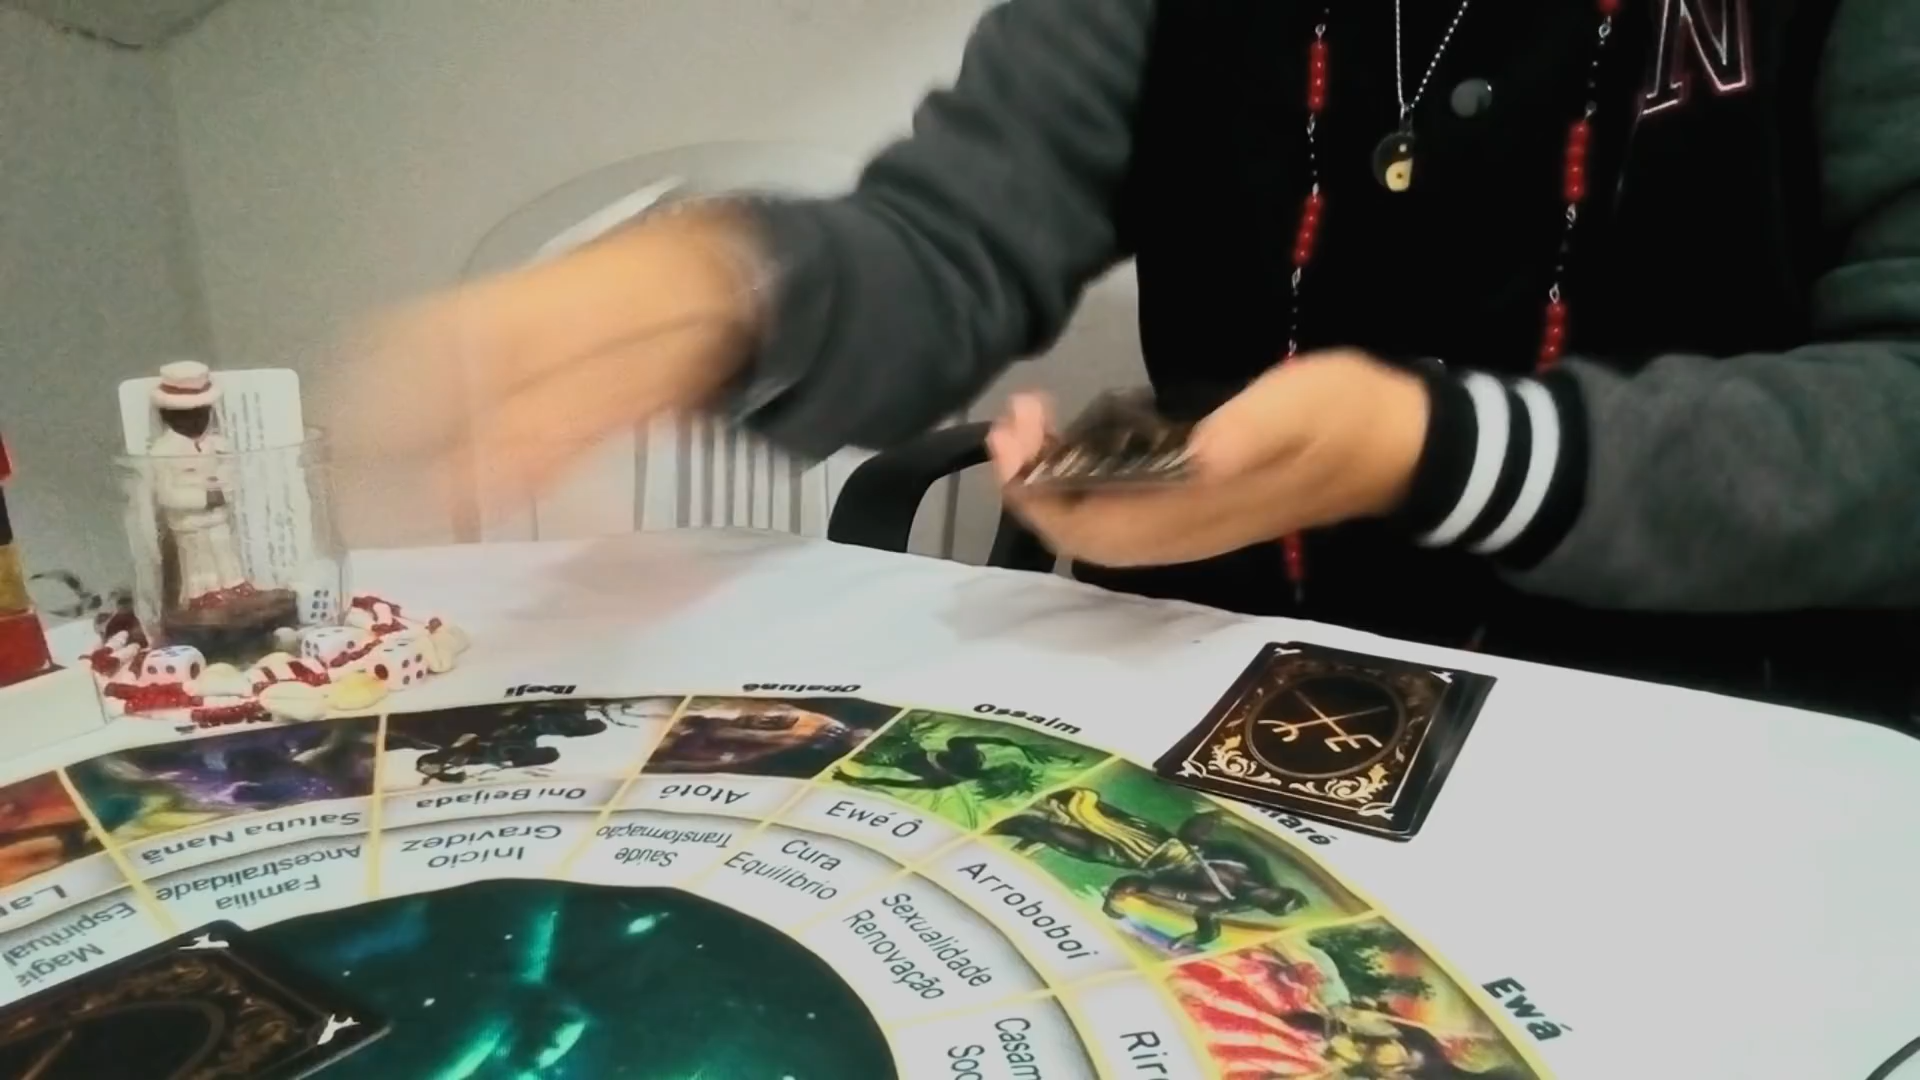 N
Ibeji
Obaluaê
Ossaim
Ewá
Saluba Nanã
Oni Beijada
Atotô
Ewé Ô
Arroboboi
Família
Ancestralidade
Início
Gravidez
Saúde
Transformação
Cura
Equilíbrio
Sexualidade
Renovação
Magia
Espiritual